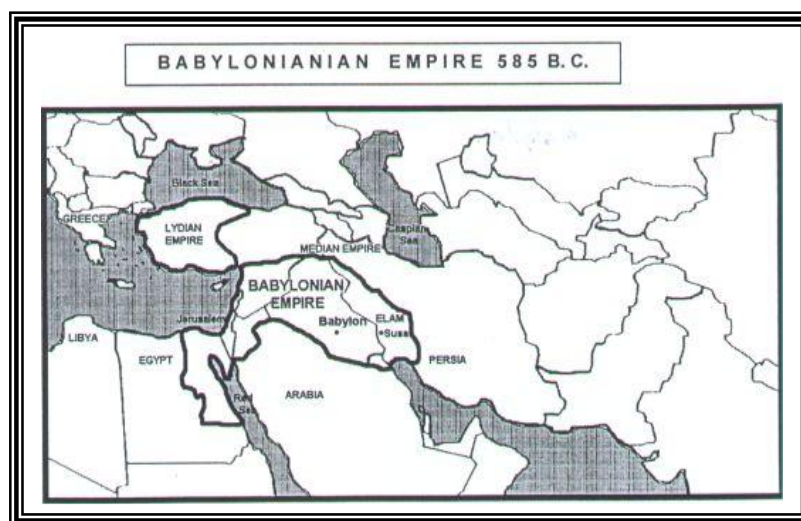 BABYLONIANIAN EMPIRE 585 B.C.
Black Sea
GREECE
LYDIAN
EMPIRE
Caspian
Sea
MEDIAN EMPIRE
BABYLONIAN
EMPIRE
Jerusalem
Babylon
ELAM
Susa
LIBYA
EGYPT
PERSIA
Red
Sea
ARABIA